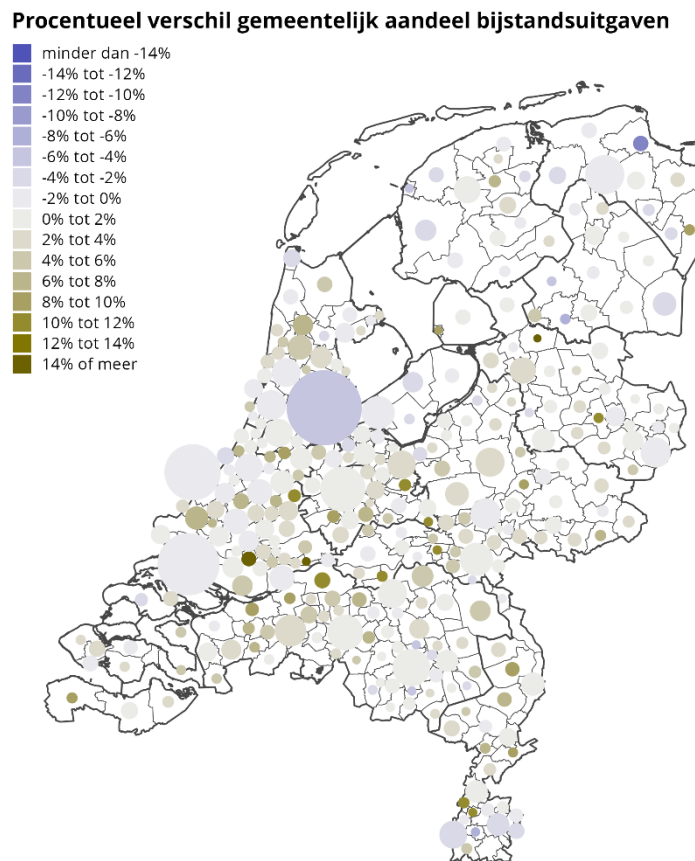 Procentueel verschil gemeentelijk aandeel bijstandsuitgaven
minder dan -14%
-14% tot -12%
-12% tot -10%
-10% tot -8%
-8% tot -6%
-6% tot -4%
-4% tot -2%
-2% tot 0%
0% tot 2%
2% tot 4%
4% tot 6%
6% tot 8%
8% tot 10%
10% tot 12%
12% tot 14%
14% of meer